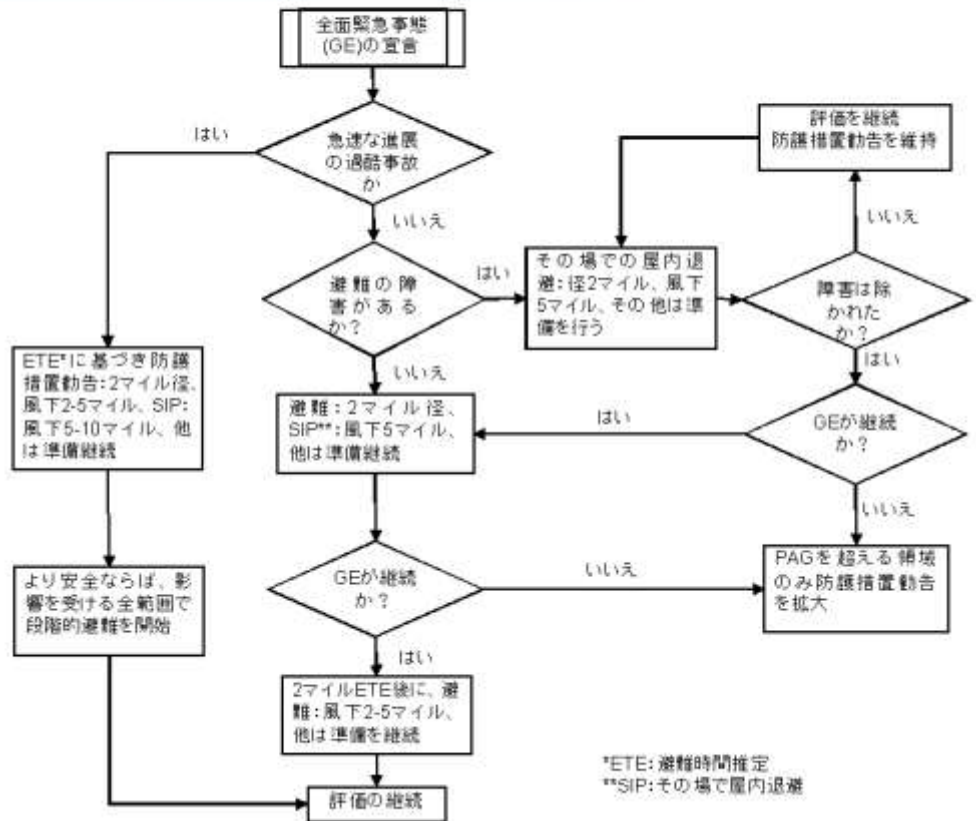 全面緊急事態
(GE)の宣言
はい
急速な進展
の過酷事故
か
いいえ
評価を継続
防護措置勧告を維持
いいえ
避難の障
害があるか
か？
はい
その場での屋内退
避：径2マイル、風下
5マイル、その他は準
備を行う
障害は除
かれた
か？
はい
いいえ
ETE*に基づき防護
措置勧告：2マイル径、
風下2-5マイル、SIP：
風下5-10マイル、他
は準備継続
避難：2マイル径、
SIP**：風下5マイル、
他は準備継続
はい
GEが継続
か？
いいえ
より安全ならば、影
響を受ける全範囲で
段階的避難を開始
GEが継続
か？
いいえ
PAGを超える領域
のみ防護措置勧告
を拡大
はい
2マイルETE後に、避
難：風下2-5マイル、
他は準備を継続
評価の継続
*ETE：避難時間推定
**SIP：その場で屋内退避